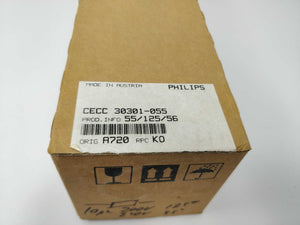 MADE IN AUSTRIA PHILIPS
CECC 30301-055
PROD.INFO 55/125/56
ORIG A720 RPC KO